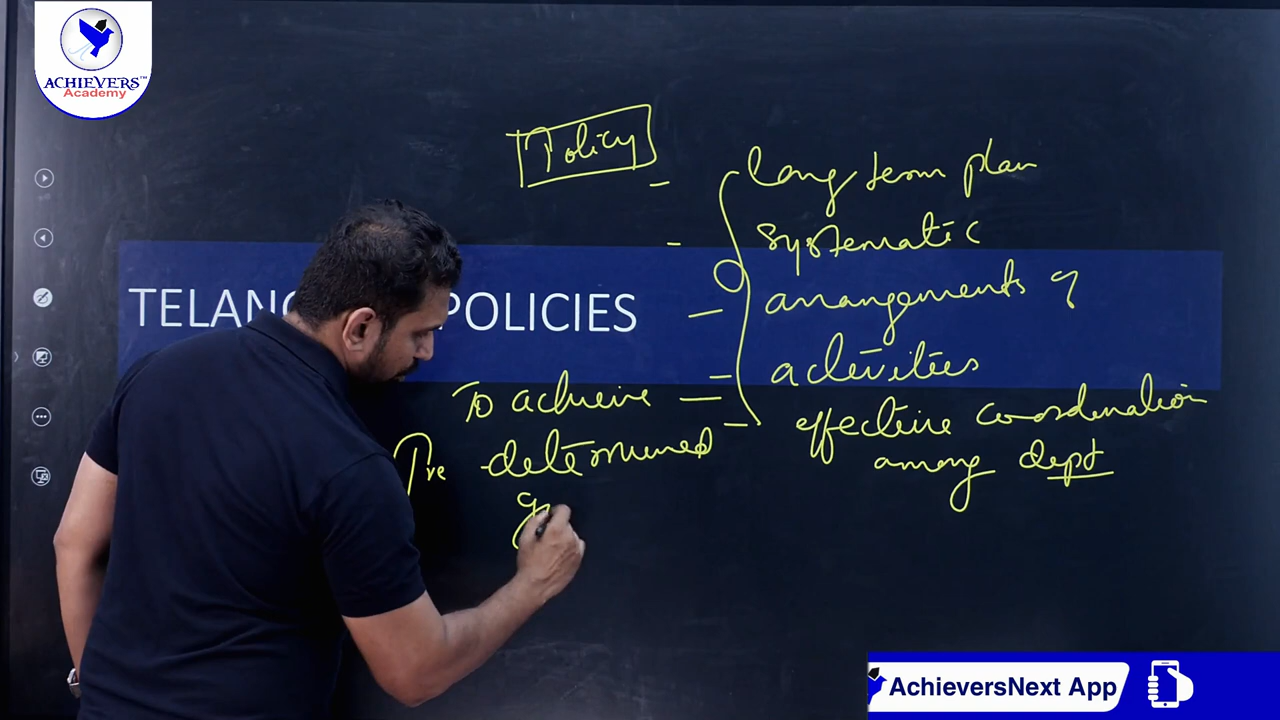 ACHIEVERS™
Academy
Policy
long term plan
systematic
TELANG POLICIES
arrangements of
activities
To achieve
effective coordination
Pre determined
among dept
g
AchieversNext App